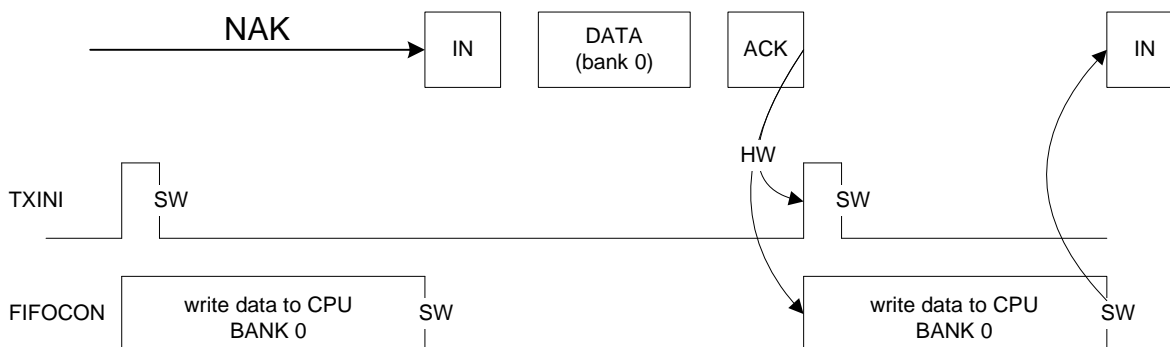 NAK
IN
DATA
(bank 0)
ACK
IN
HW
TXINI
SW
SW
FIFOCON
write data to CPU
BANK 0
SW
write data to CPU
BANK 0
SW